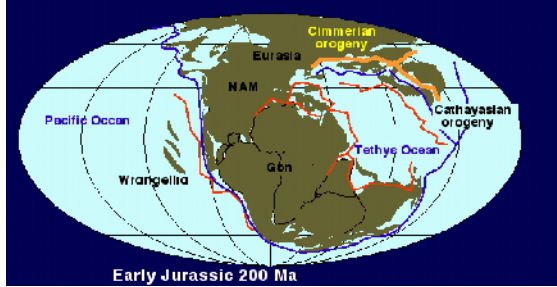 Cimmerian
orogeny
Eurasia
NAM
Cathayasian
orogeny
Pacific Ocean
Tethys Ocean
Gon
Wrangellia
Early Jurassic 200 Ma